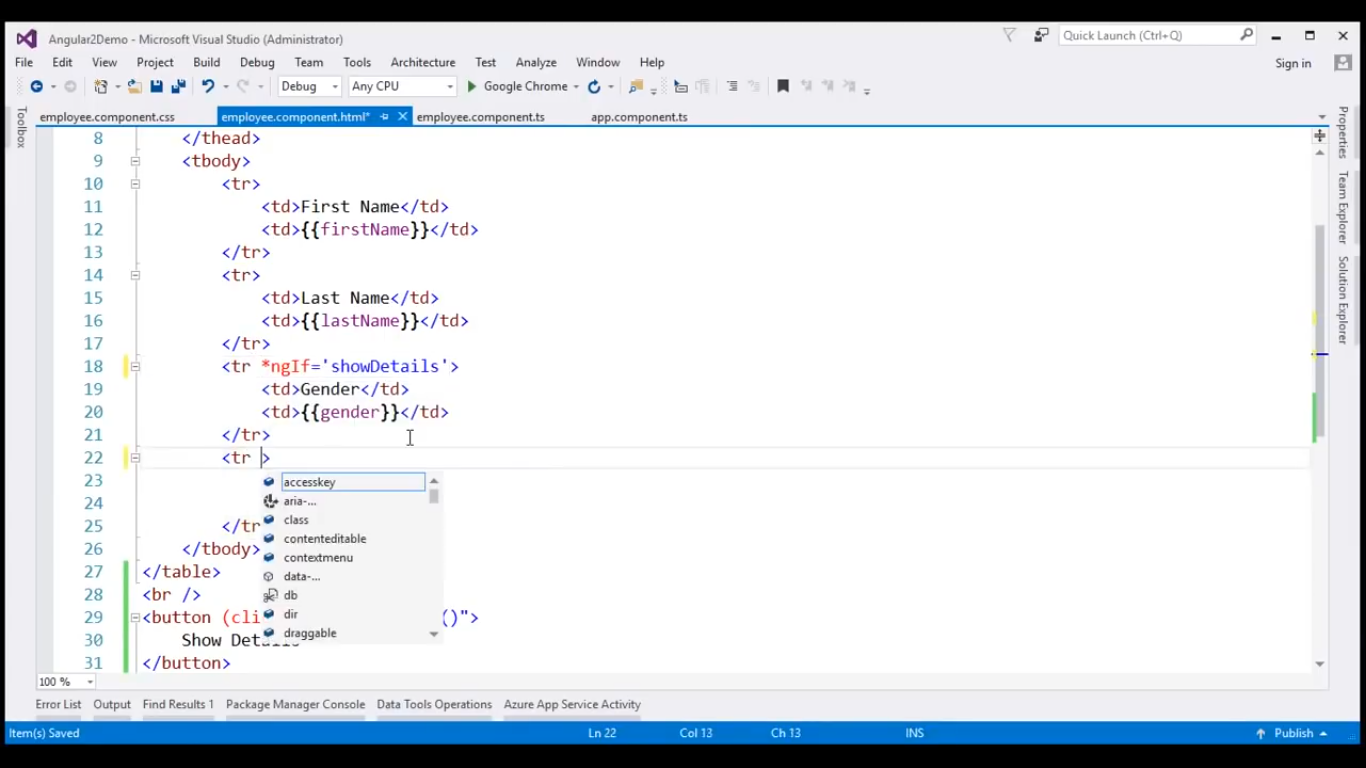 Angular2Demo - Microsoft Visual Studio (Administrator)
Quick Launch (Ctrl+Q)
File Edit View Project Build Debug Team Tools Architecture Test Analyze Window Help
Sign in
Debug Any CPU Google Chrome
Toolbox
employee.component.css employee.component.html* employee.component.ts app.component.ts
8 </thead>
9 <tbody>
10 <tr>
11 <td>First Name</td>
12 <td>{{firstName}}</td>
13 </tr>
14 <tr>
15 <td>Last Name</td>
16 <td>{{lastName}}</td>
17 </tr>
18 <tr *ngIf='showDetails'>
19 <td>Gender</td>
20 <td>{{gender}}</td>
21 </tr>
22 <tr >
23
24
25 </tr
26 </tbody>
27 </table>
28 <br />
29 <button (cli ()">
30 Show Details
31 </button>
accesskey
aria-...
class
contenteditable
contextmenu
data-...
db
dir
draggable
Properties
Team Explorer
Solution Explorer
100 %
Error List Output Find Results 1 Package Manager Console Data Tools Operations Azure App Service Activity
Item(s) Saved Ln 22 Col 13 Ch 13 INS Publish